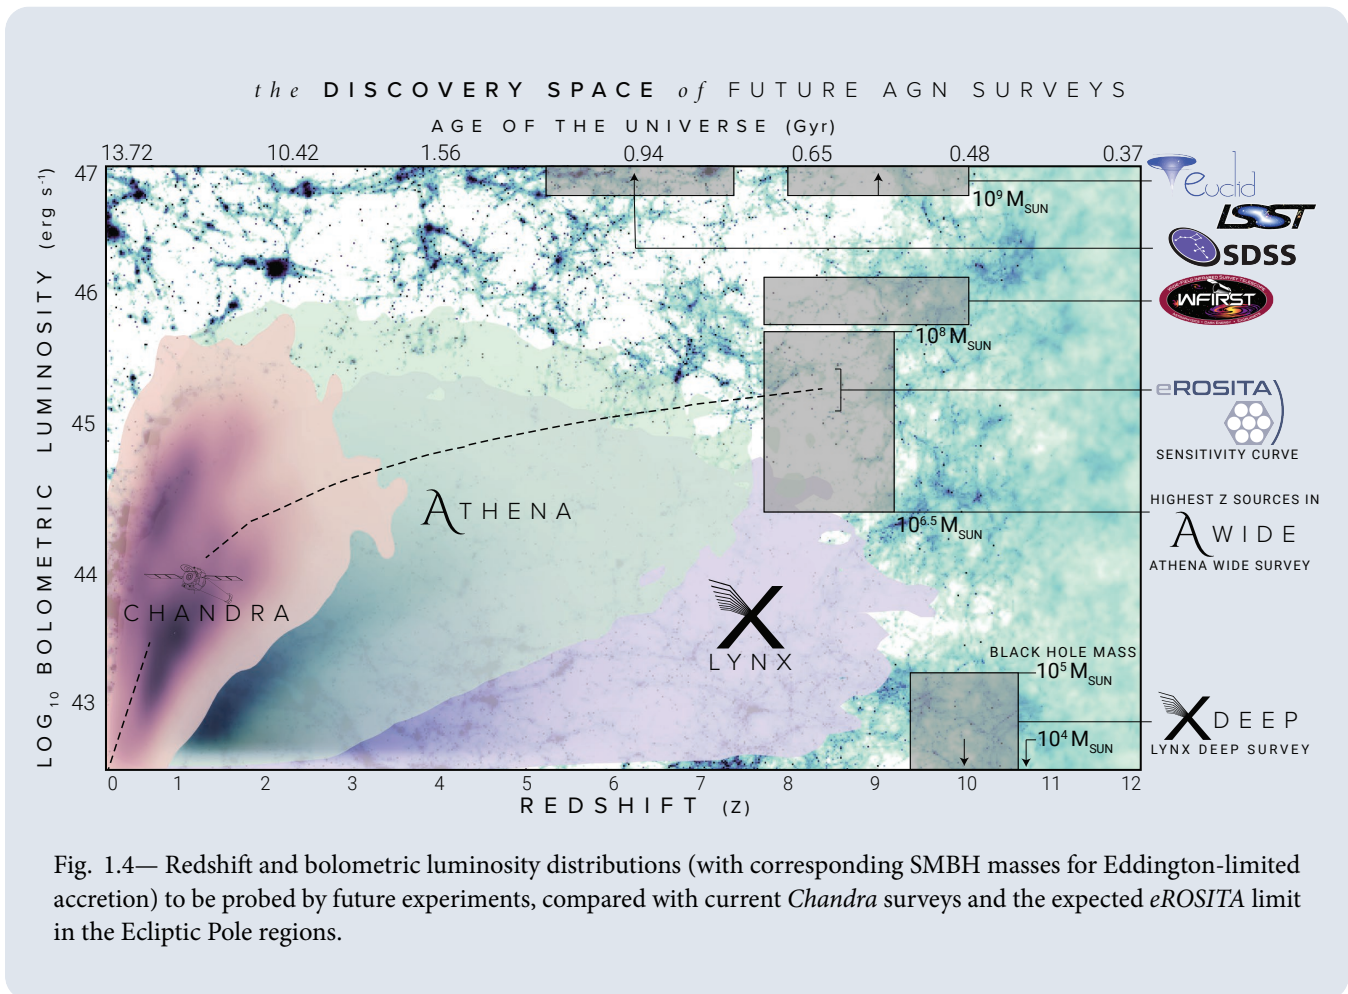 the DISCOVERY SPACE of FUTURE AGN SURVEYS
AGE OF THE UNIVERSE (Gyr)
13.72 10.42 1.56 0.94 0.65 0.48 0.37
LOG10 BOLOMETRIC LUMINOSITY (erg s⁻¹)
47
46
45
44
43
10⁹ MSUN
10⁸ MSUN
10⁶·⁵ MSUN
BLACK HOLE MASS
10⁵ MSUN
10⁴ MSUN
CHANDRA
ATHENA
LYNX
euclid
LSST
SDSS
WFIRST
eROSITA
SENSITIVITY CURVE
HIGHEST Z SOURCES IN
A WIDE
ATHENA WIDE SURVEY
X DEEP
LYNX DEEP SURVEY
0 1 2 3 4 5 6 7 8 9 10 11 12
REDSHIFT (Z)
Fig. 1.4— Redshift and bolometric luminosity distributions (with corresponding SMBH masses for Eddington-limited
accretion) to be probed by future experiments, compared with current Chandra surveys and the expected eROSITA limit
in the Ecliptic Pole regions.